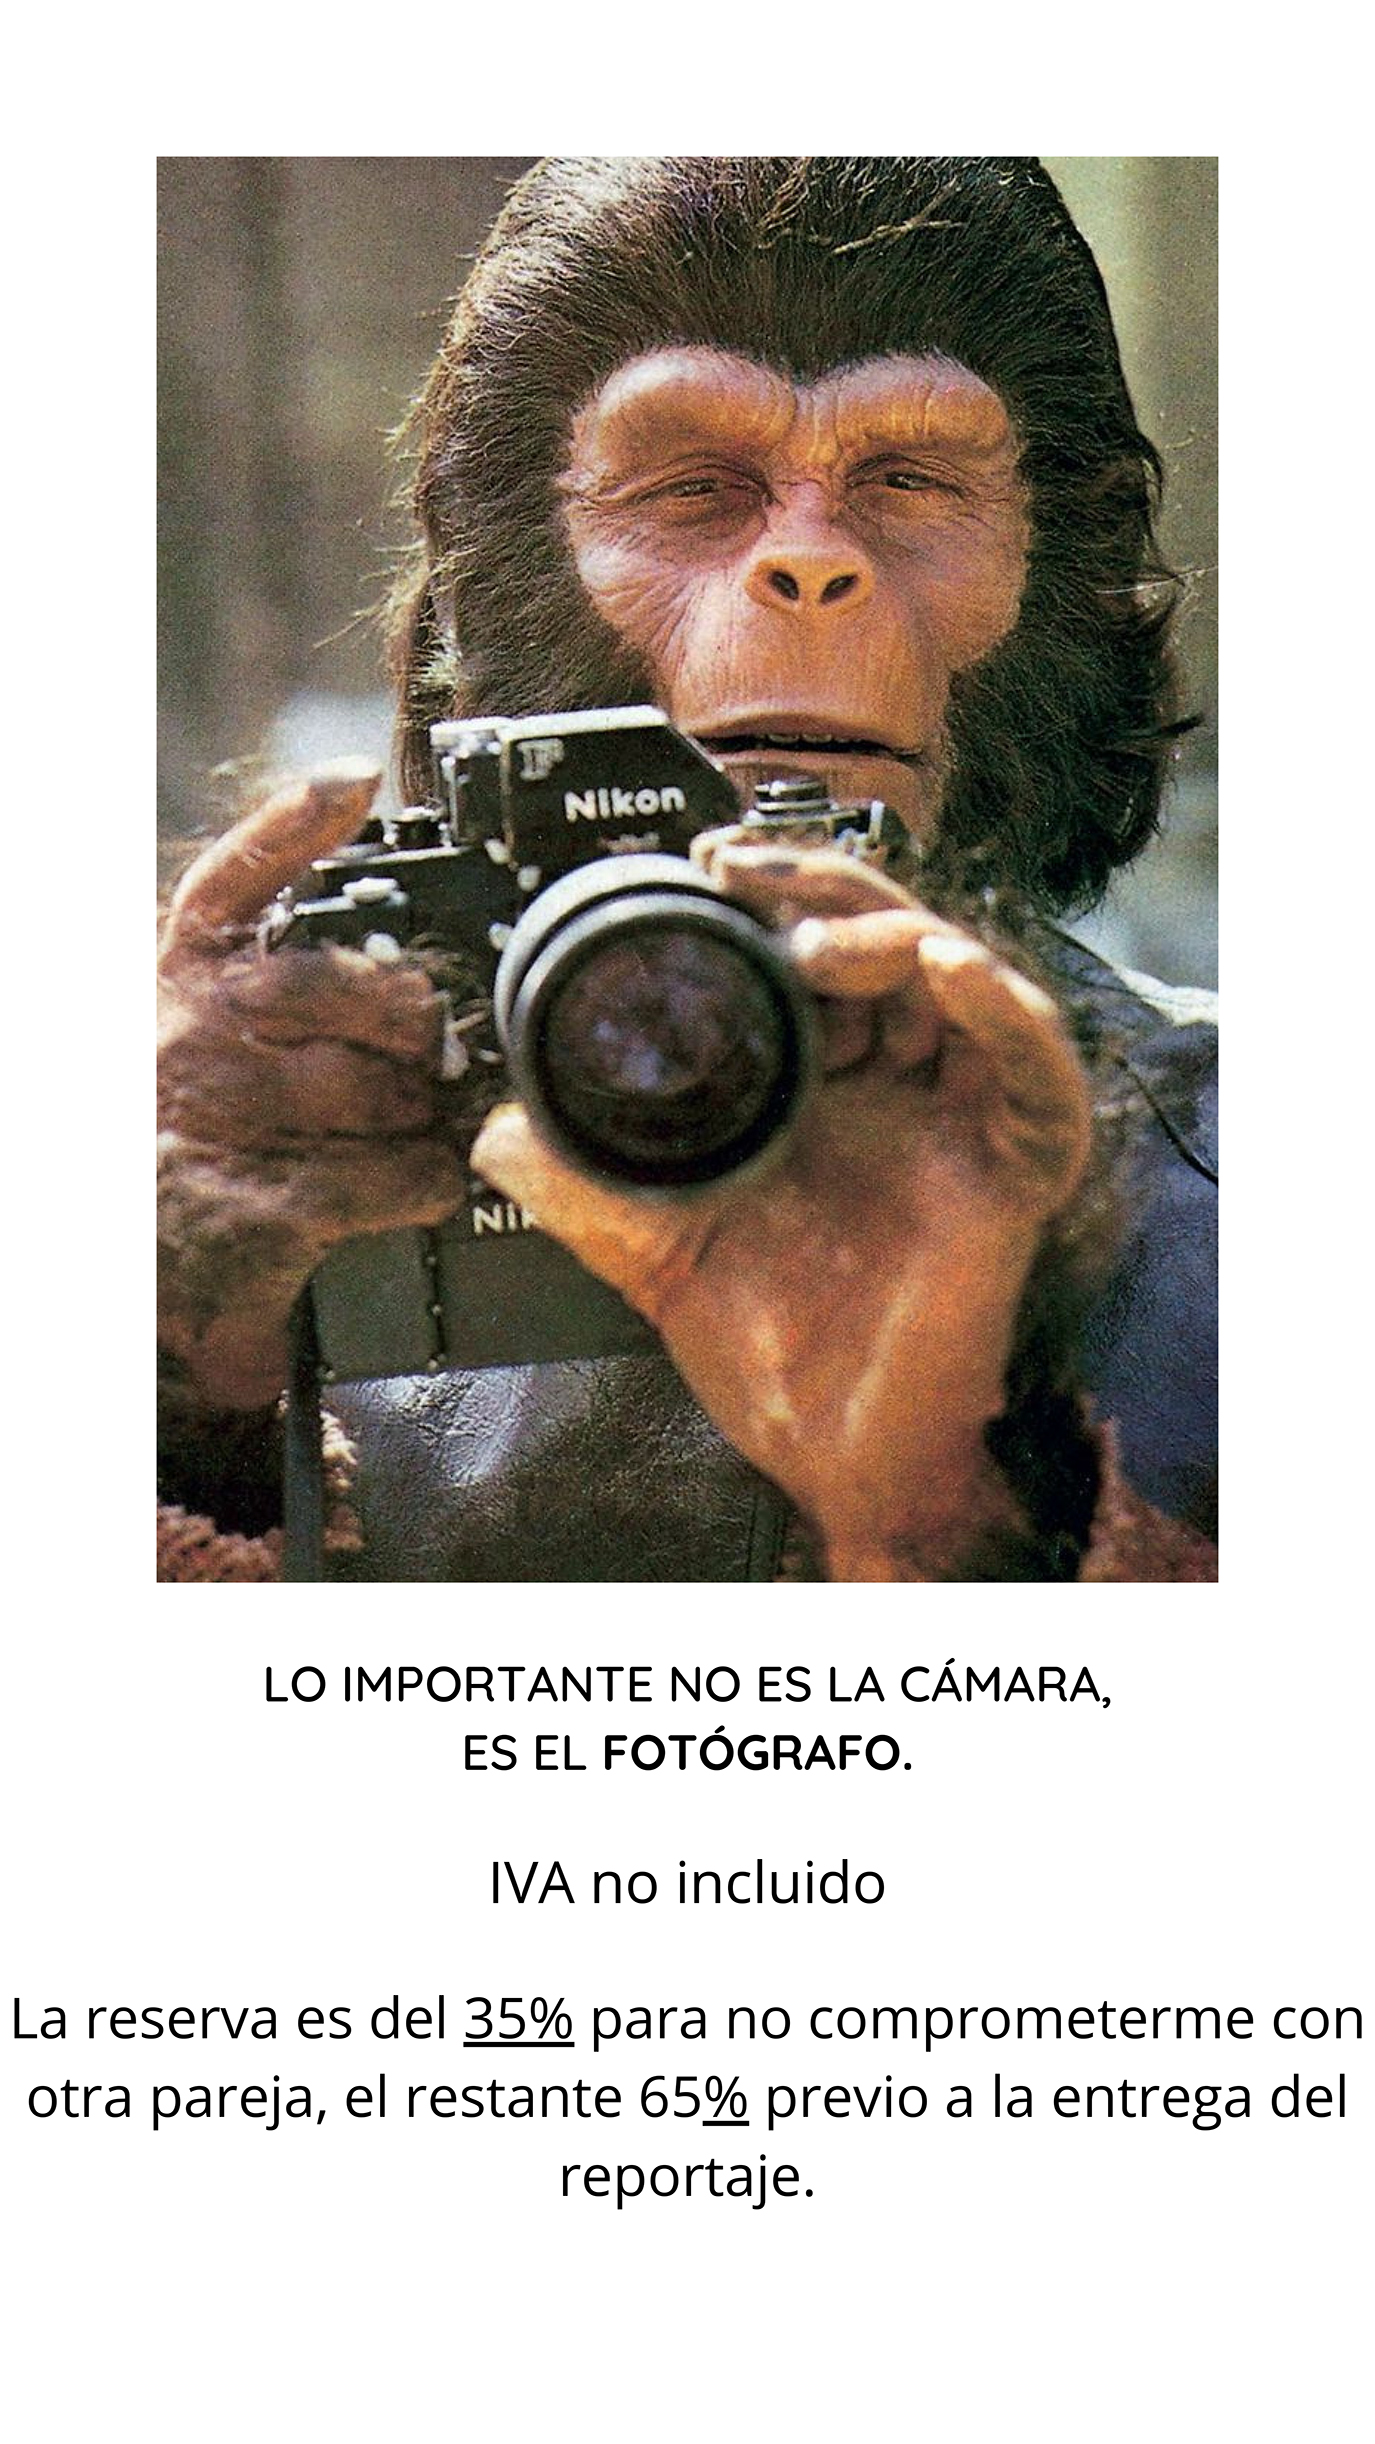 F
Nikon
Nik
LO IMPORTANTE NO ES LA CÁMARA,
ES EL FOTÓGRAFO.
IVA no incluido
La reserva es del 35% para no comprometerme con
otra pareja, el restante 65% previo a la entrega del
reportaje.